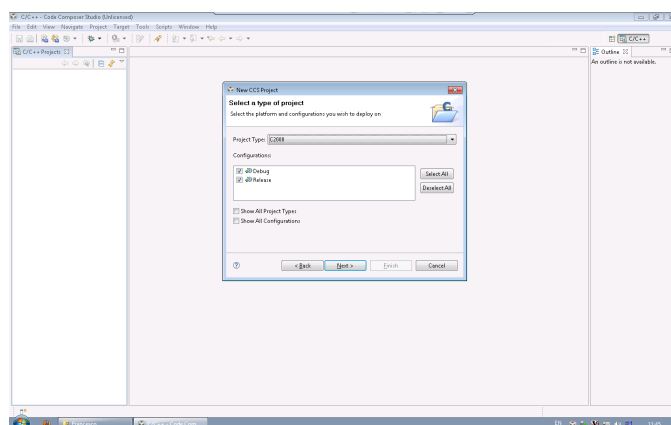 C/C++ - Code Composer Studio (Unlicensed)
File Edit View Navigate Project Target Tools Scripts Window Help
C/C++
C/C++ Projects
Outline
An outline is not available.
New CCS Project
Select a type of project
Select the platform and configurations you wish to deploy on
Project Type: C2000
Configurations:
Debug
Release
Select All
Deselect All
Show All Project Types
Show All Configurations
< Back Next > Finish Cancel
Francesco
EN